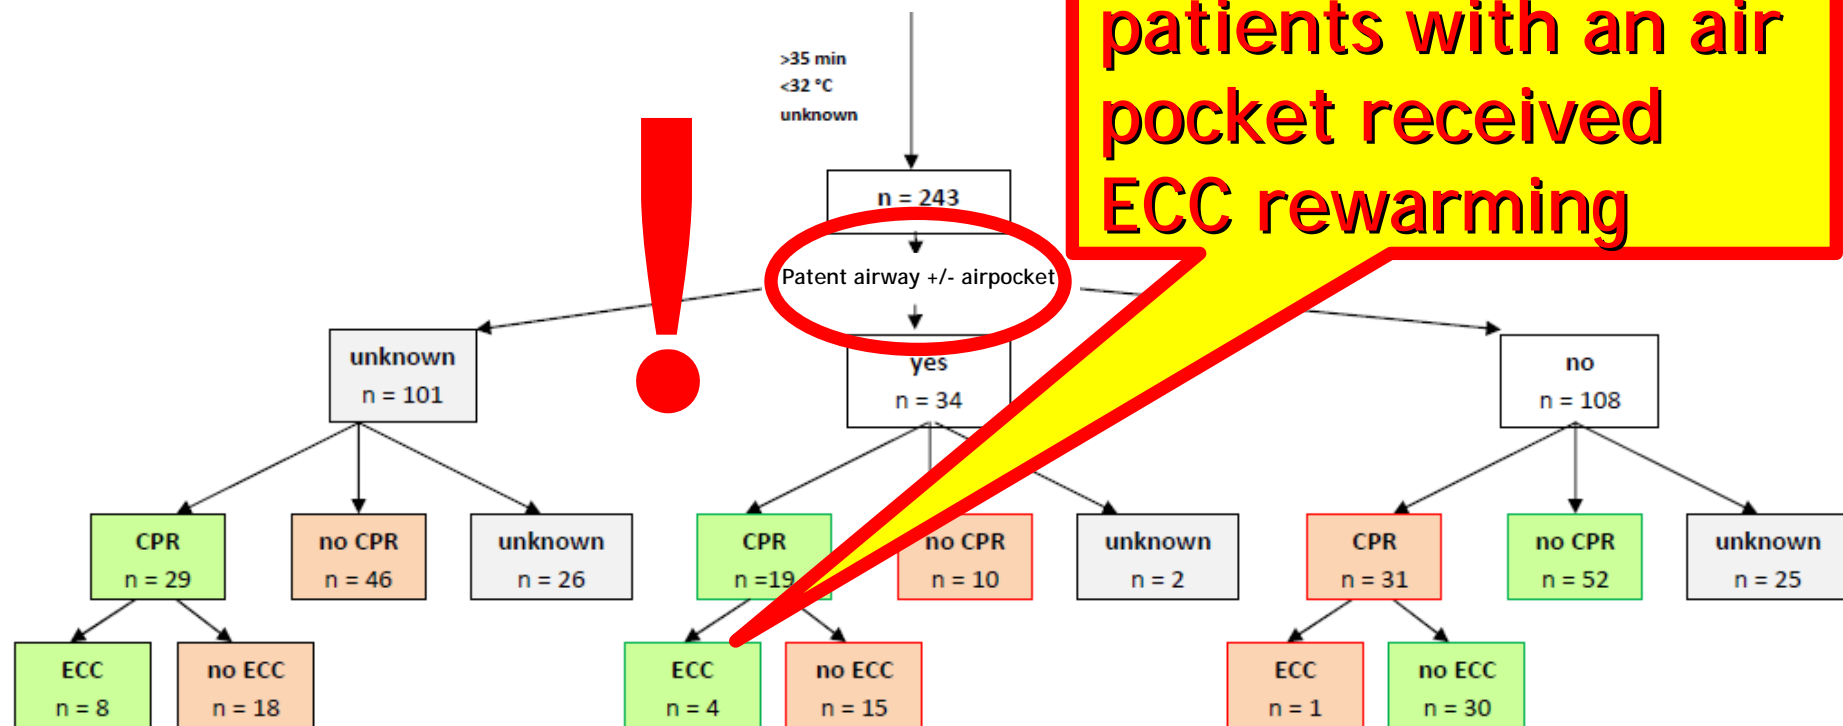 patients with an air
pocket received
ECC rewarming
>35 min
<32 °C
unknown
n = 243
Patent airway +/- airpocket
unknown
n = 101
yes
n = 34
no
n = 108
CPR
n = 29
no CPR
n = 46
unknown
n = 26
CPR
n =19
no CPR
n = 10
unknown
n = 2
CPR
n = 31
no CPR
n = 52
unknown
n = 25
ECC
n = 8
no ECC
n = 18
ECC
n = 4
no ECC
n = 15
ECC
n = 1
no ECC
n = 30
!